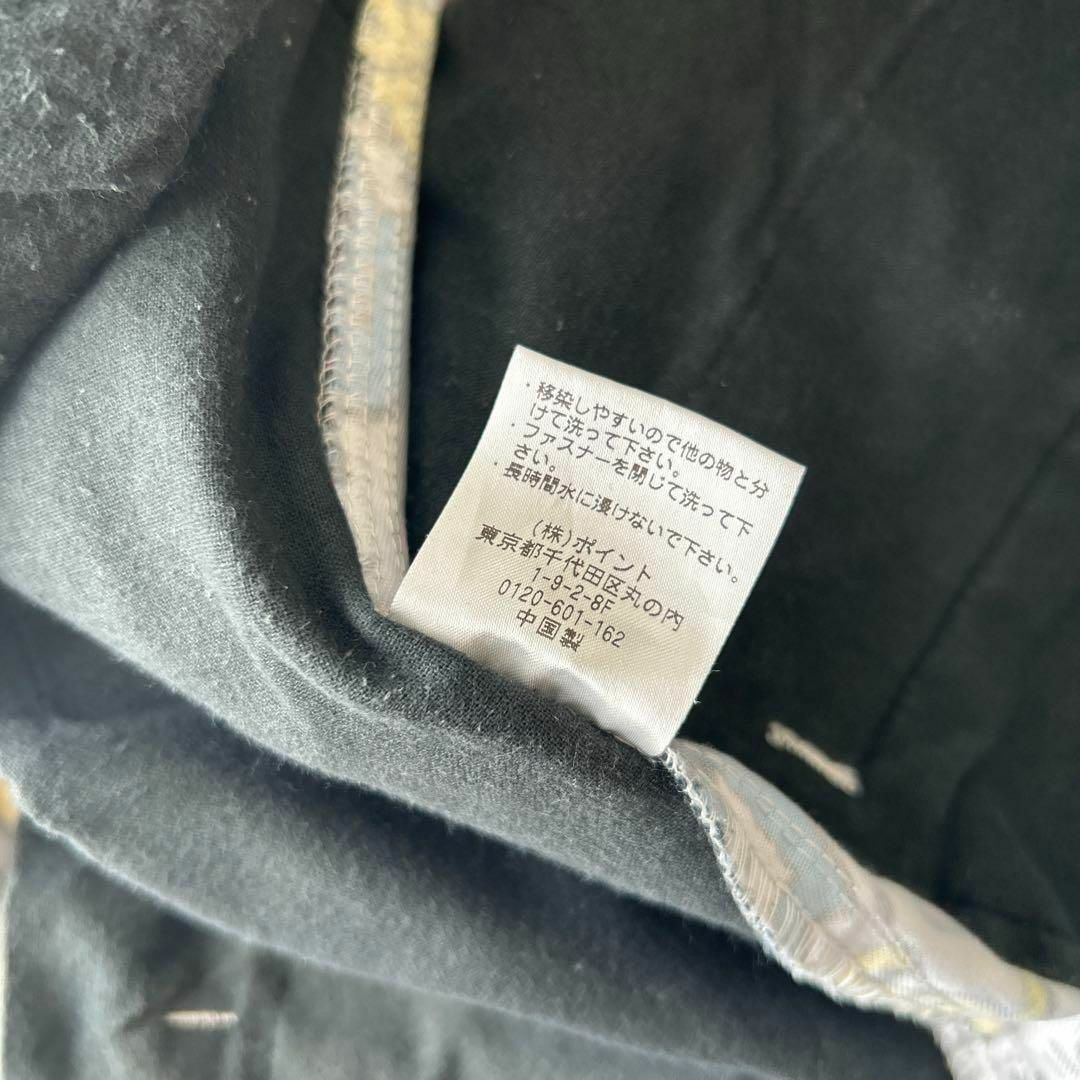 ・移染しやすいので他の物と分
けて洗って下さい。
・ファスナーを閉じて洗って下
さい。
・長時間水に浸けないで下さい。
(株)ポイント
東京都千代田区丸の内
1-9-2-8F
0120-601-162
中国製